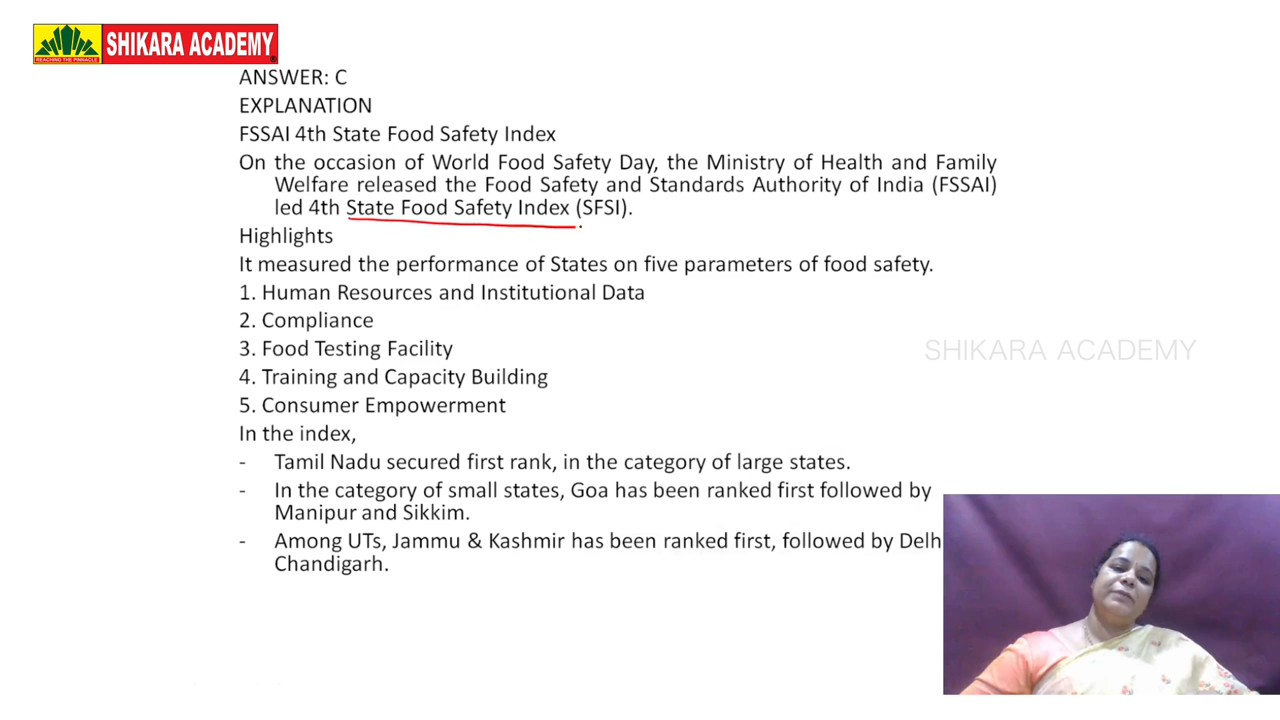 SHIKARA ACADEMY
REACHING THE PINNACLE
ANSWER: C
EXPLANATION
FSSAI 4th State Food Safety Index
On the occasion of World Food Safety Day, the Ministry of Health and Family
Welfare released the Food Safety and Standards Authority of India (FSSAI)
led 4th State Food Safety Index (SFSI).
Highlights
It measured the performance of States on five parameters of food safety.
1. Human Resources and Institutional Data
2. Compliance
3. Food Testing Facility
SHIKARA ACADEMY
4. Training and Capacity Building
5. Consumer Empowerment
In the index,
- Tamil Nadu secured first rank, in the category of large states.
- In the category of small states, Goa has been ranked first followed by
Manipur and Sikkim.
- Among UTs, Jammu & Kashmir has been ranked first, followed by Delh
Chandigarh.